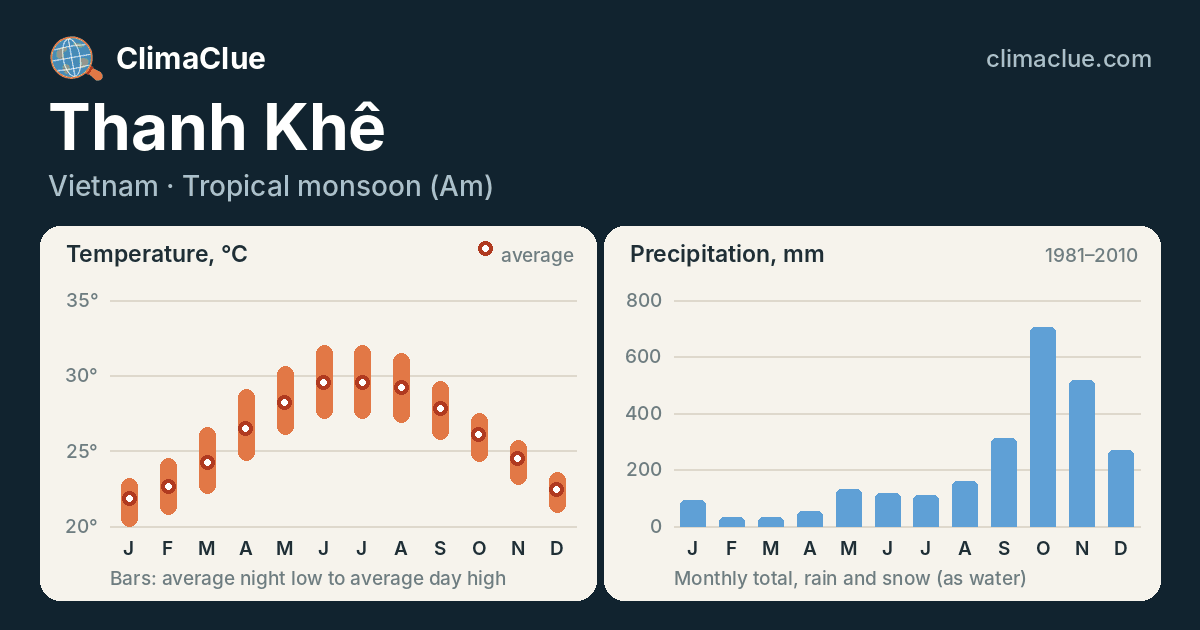 ClimaClue
climaclue.com
Thanh Khê
Vietnam · Tropical monsoon (Am)
Temperature, °C
average
35°
30°
25°
20°
J F M A M J J A S O N D
Bars: average night low to average day high
Precipitation, mm
1981–2010
800
600
400
200
0
J F M A M J J A S O N D
Monthly total, rain and snow (as water)